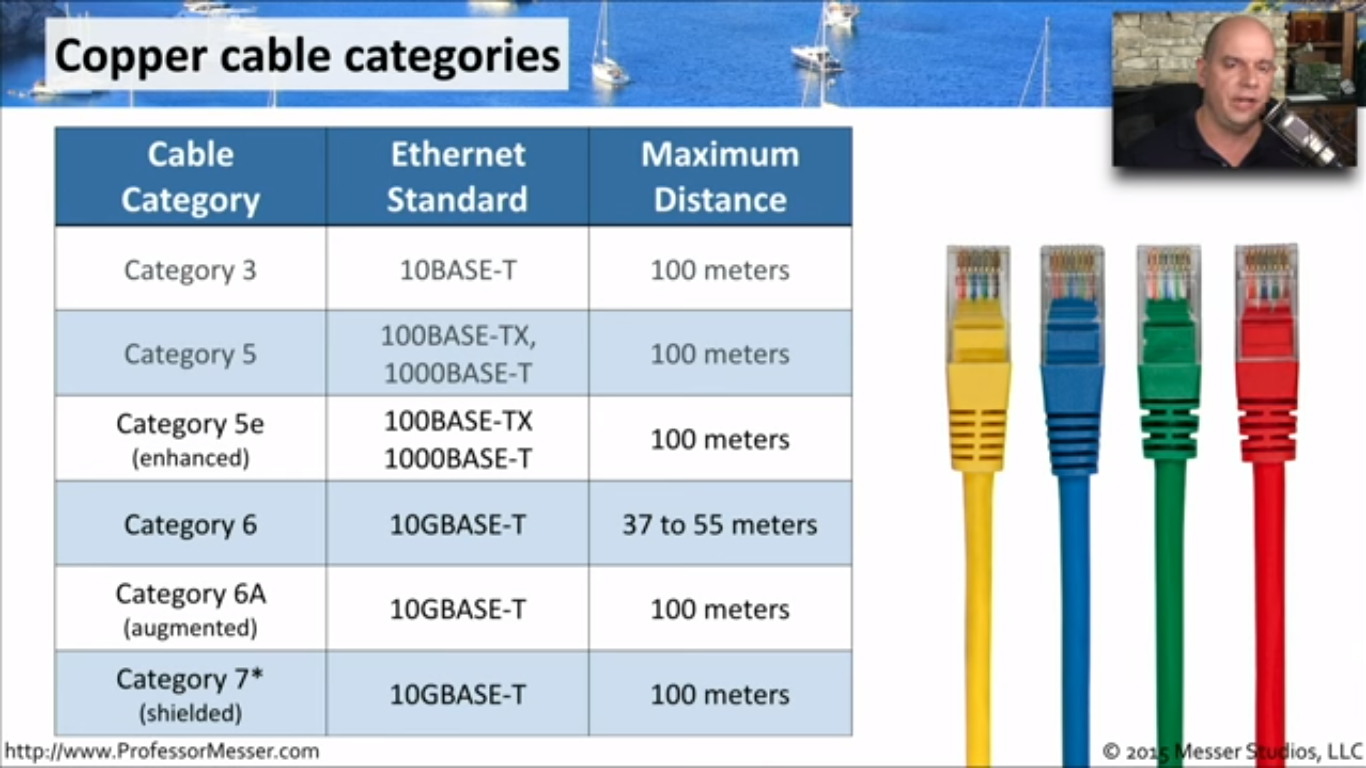 Copper cable categories
Cable Category
Ethernet Standard
Maximum Distance
Category 3
10BASE-T
100 meters
Category 5
100BASE-TX,
1000BASE-T
100 meters
Category 5e
(enhanced)
100BASE-TX
1000BASE-T
100 meters
Category 6
10GBASE-T
37 to 55 meters
Category 6A
(augmented)
10GBASE-T
100 meters
Category 7*
(shielded)
10GBASE-T
100 meters
http://www.ProfessorMesser.com
© 2015 Messer Studios, LLC